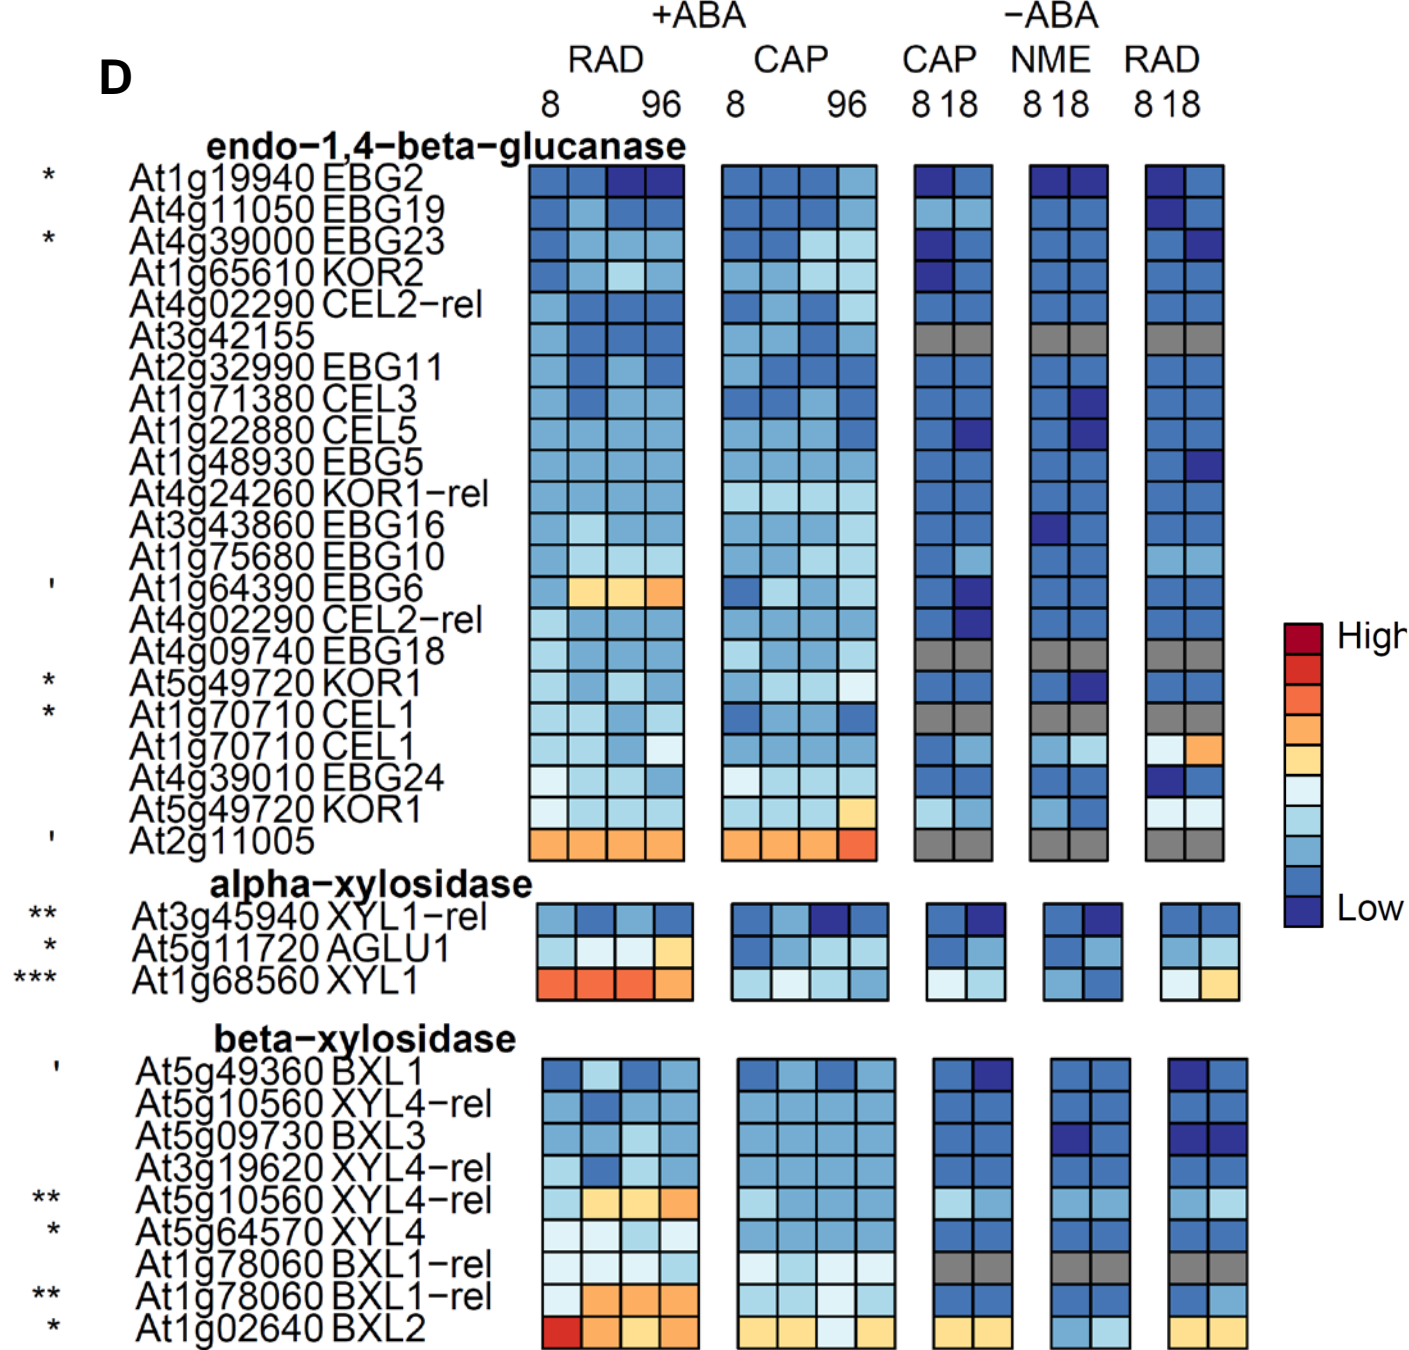 +ABA −ABA
D RAD CAP CAP NME RAD
8 96 8 96 8 18 8 18 8 18
endo−1,4−beta−glucanase
* At1g19940 EBG2
At4g11050 EBG19
* At4g39000 EBG23
At1g65610 KOR2
At4g02290 CEL2−rel
At3g42155
At2g32990 EBG11
At1g71380 CEL3
At1g22880 CEL5
At1g48930 EBG5
At4g24260 KOR1−rel
At3g43860 EBG16
At1g75680 EBG10
' At1g64390 EBG6
At4g02290 CEL2−rel
At4g09740 EBG18
* At5g49720 KOR1
* At1g70710 CEL1
At1g70710 CEL1
At4g39010 EBG24
At5g49720 KOR1
' At2g11005
High
Low
alpha−xylosidase
** At3g45940 XYL1−rel
* At5g11720 AGLU1
*** At1g68560 XYL1
beta−xylosidase
' At5g49360 BXL1
At5g10560 XYL4−rel
At5g09730 BXL3
At3g19620 XYL4−rel
** At5g10560 XYL4−rel
* At5g64570 XYL4
At1g78060 BXL1−rel
** At1g78060 BXL1−rel
* At1g02640 BXL2